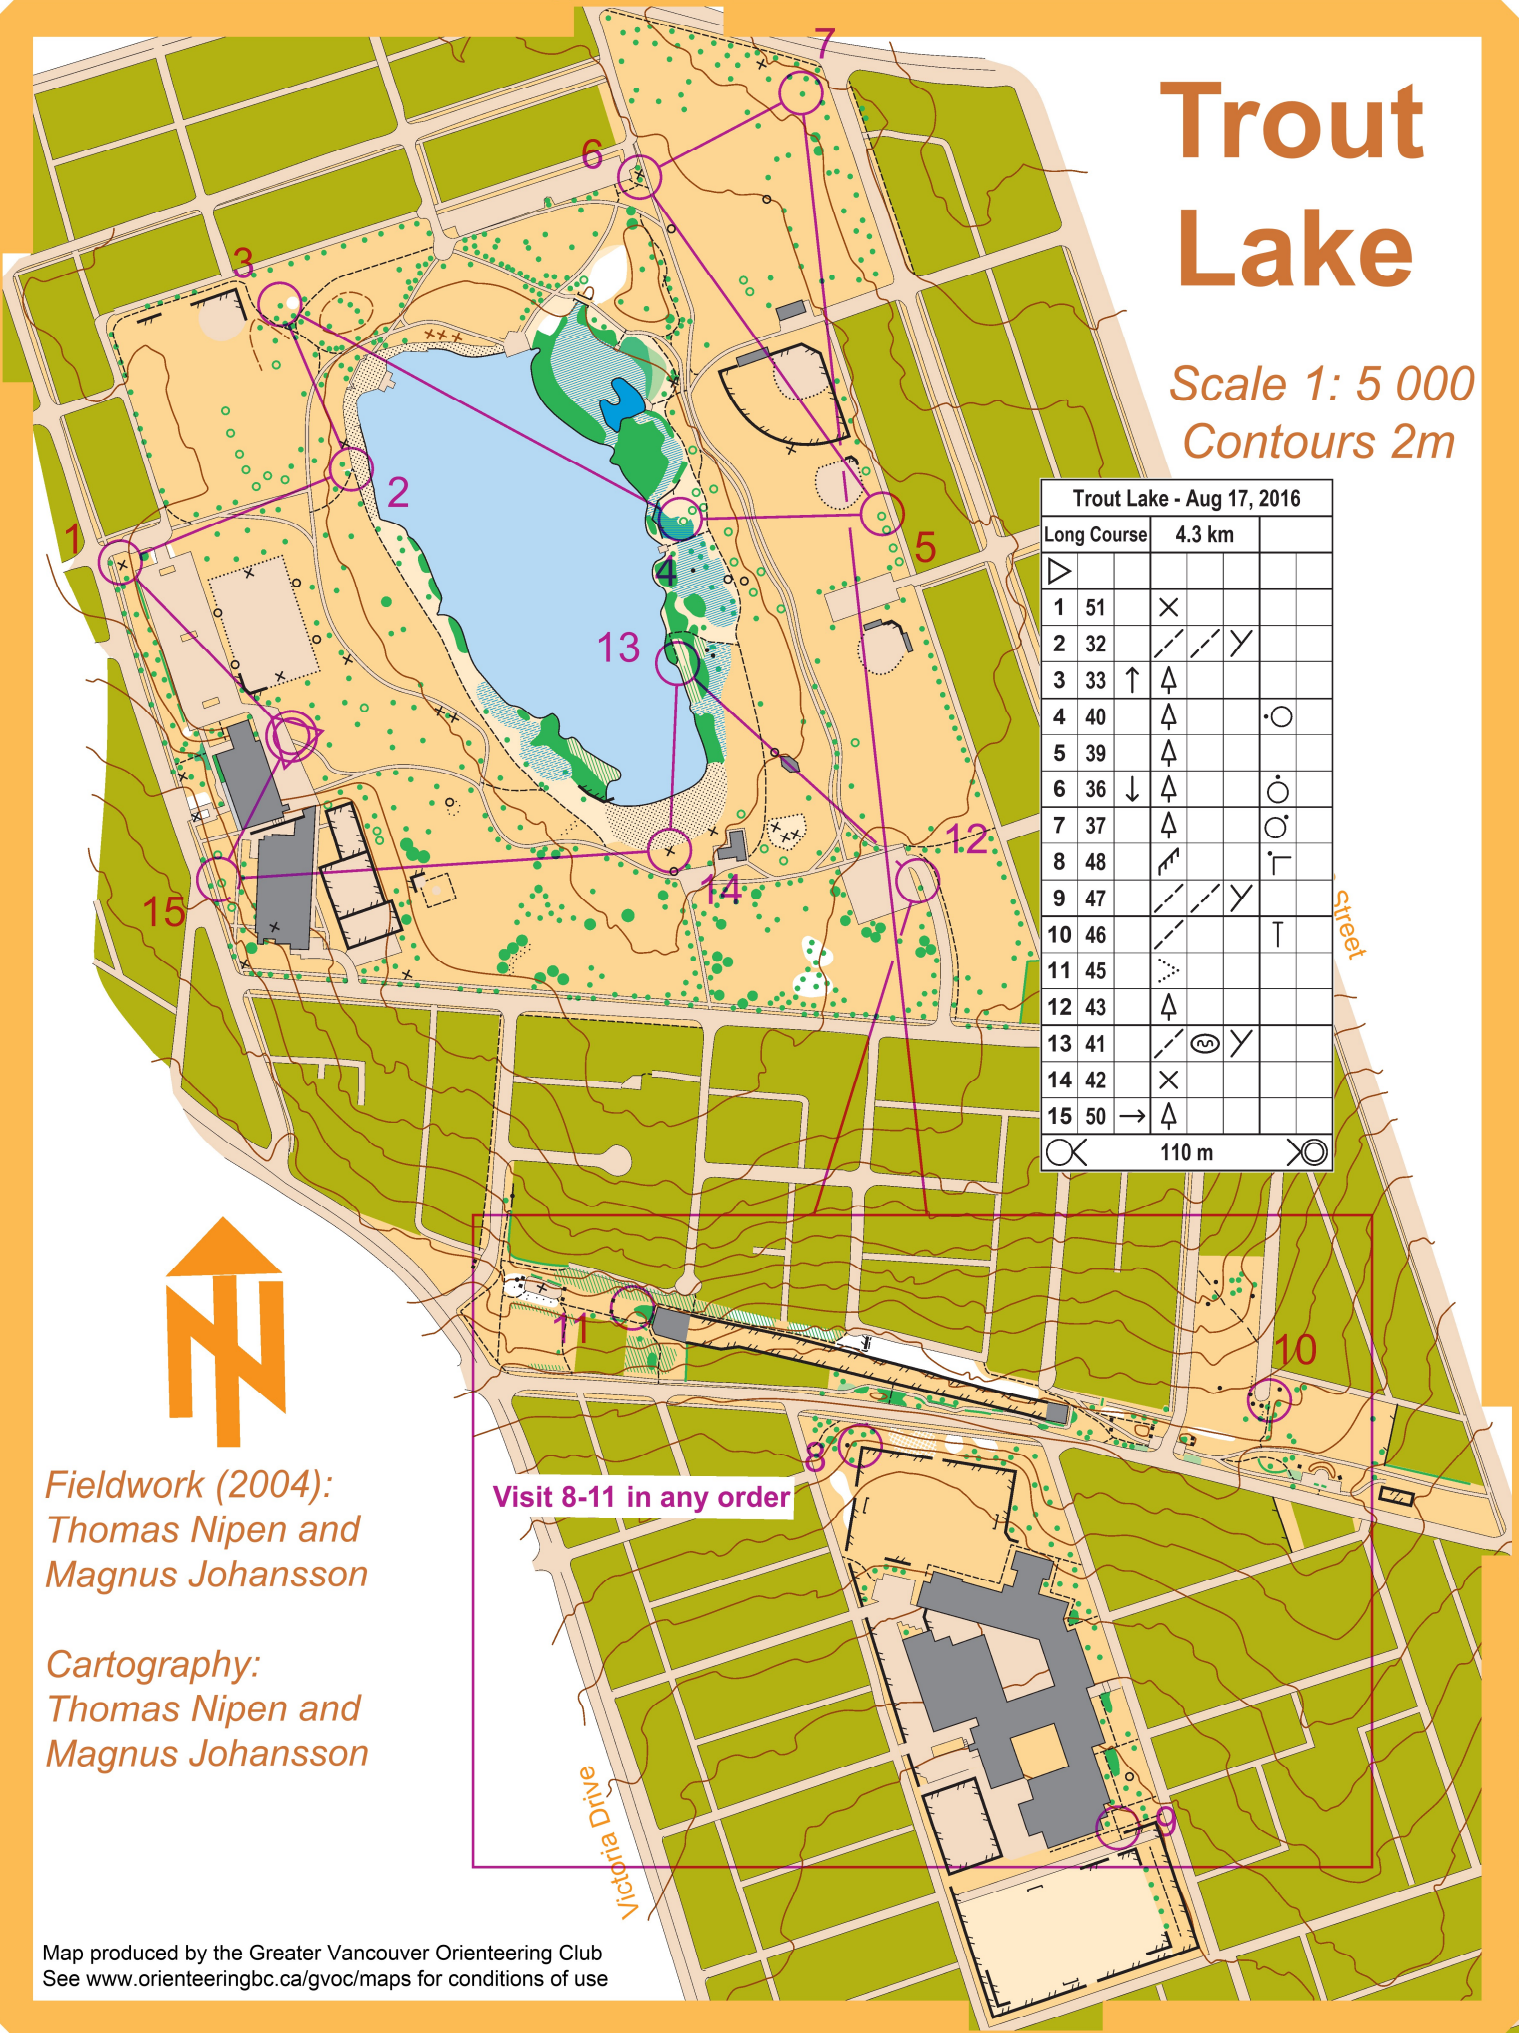 Trout
Lake
Scale 1: 5 000
Contours 2m
7
6
3
2
1
5
4
13
12
14
15
11
10
8
9
Trout Lake - Aug 17, 2016
Long Course 4.3 km
1 51
2 32
3 33
4 40
5 39
6 36
7 37
8 48
9 47
10 46
11 45
12 43
13 41
14 42
15 50
110 m
Street
Visit 8-11 in any order
Victoria Drive
Fieldwork (2004):
Thomas Nipen and
Magnus Johansson
Cartography:
Thomas Nipen and
Magnus Johansson
Map produced by the Greater Vancouver Orienteering Club
See www.orienteeringbc.ca/gvoc/maps for conditions of use